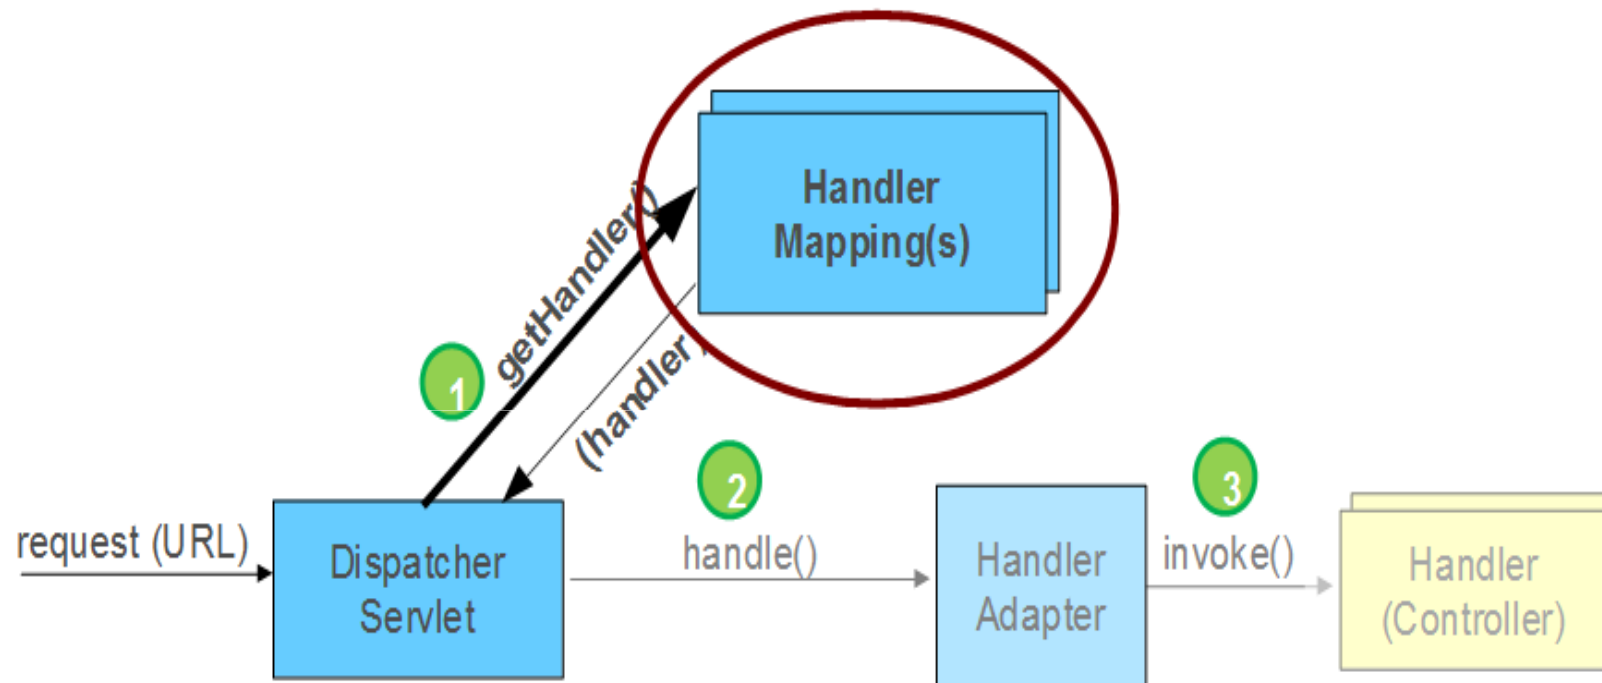 Handler
Mapping(s)
getHandler()
1
(handler)
2
3
request (URL)
handle()
invoke()
Dispatcher
Servlet
Handler
Adapter
Handler
(Controller)